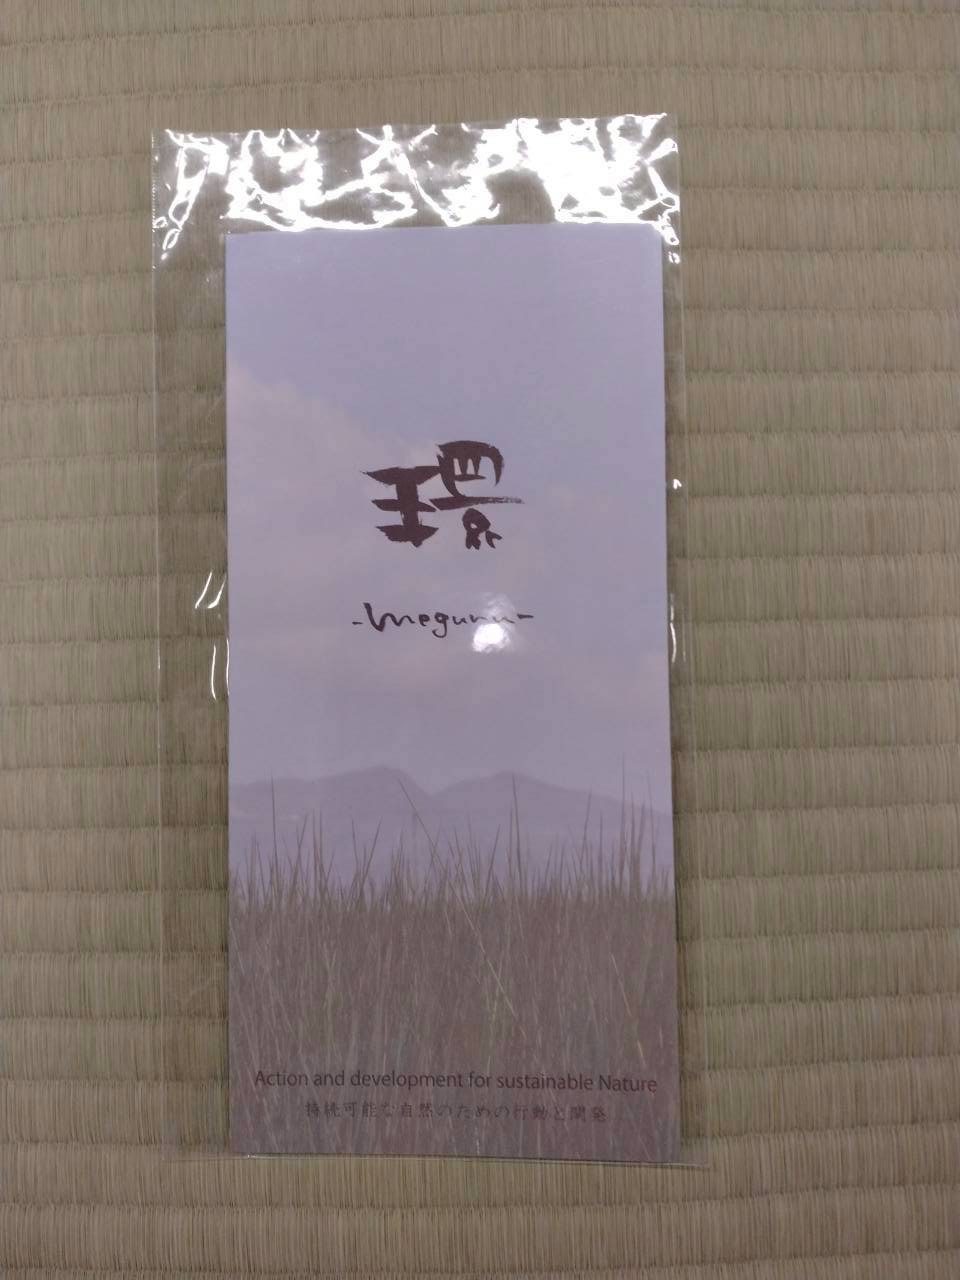 環
-meguru-
Action and development for sustainable Nature
持続可能な自然のための行動と開発